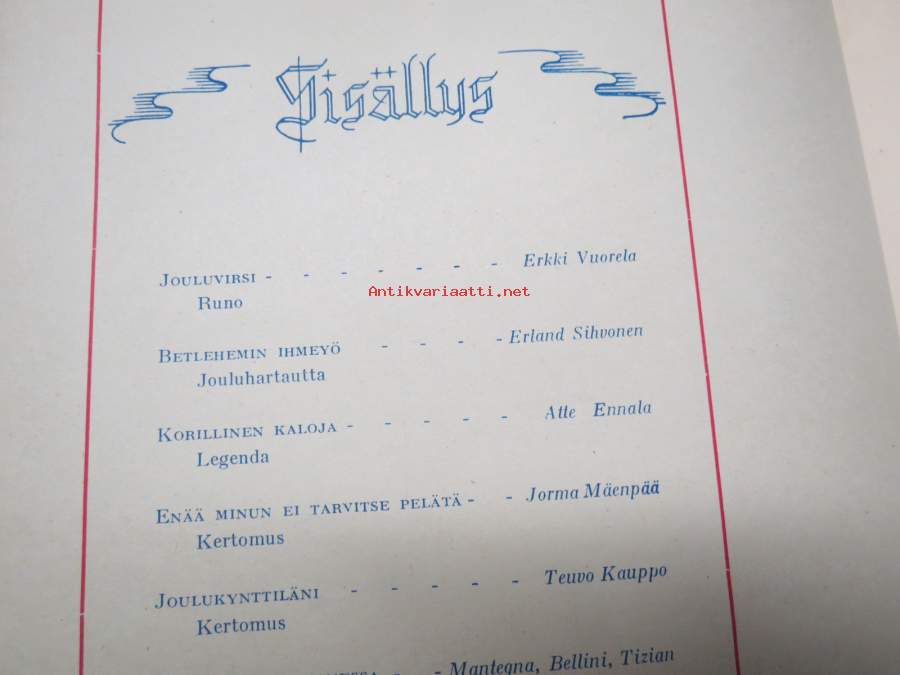 Sisällys
JOULUVIRSI - - - - - - - Erkki Vuorela
Runo
Antikvariaatti.net
BETLEHEMIN IHMEYÖ - - - - Erland Sihvonen
Jouluhartautta
KORILLINEN KALOJA - - - - - Atte Ennala
Legenda
ENÄÄ MINUN EI TARVITSE PELÄTÄ - - Jorma Mäenpää
Kertomus
JOULUKYNTTILÄNI - - - - - Teuvo Kauppo
Kertomus
- - Mantegna, Bellini, Tizian